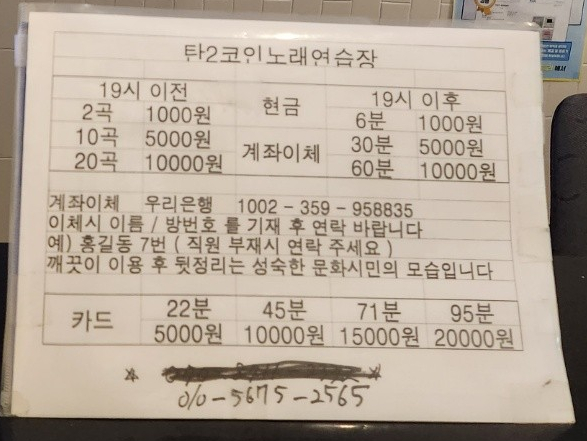 탄2코인노래연습장
19시 이전 현금 19시 이후
2곡 1000원 6분 1000원
10곡 5000원 계좌이체 30분 5000원
20곡 10000원 60분 10000원
계좌이체 우리은행 1002 - 359 - 958835
이체시 이름 / 방번호 를 기재 후 연락 바랍니다
예) 홍길동 7번 ( 직원 부재시 연락 주세요 )
깨끗이 이용 후 뒷정리는 성숙한 문화시민의 모습입니다
카드 22분 45분 71분 95분
5000원 10000원 15000원 20000원
010-5675-2565